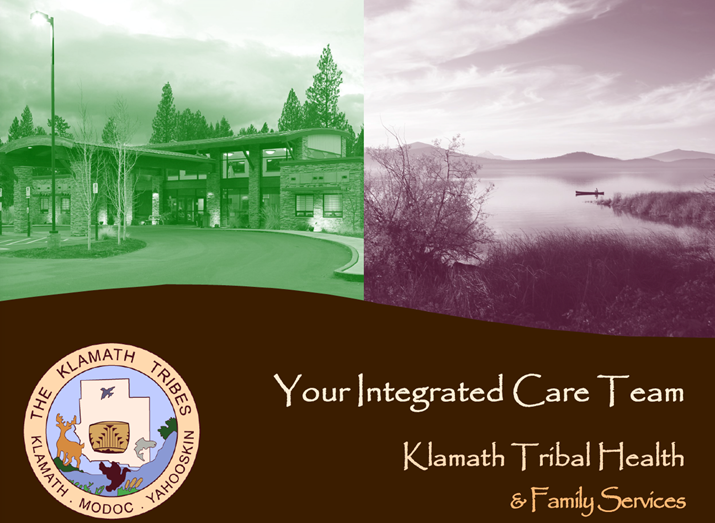 THE KLAMATH TRIBES
KLAMATH . MODOC . YAHOOSKIN
Your Integrated Care Team
Klamath Tribal Health
& Family Services